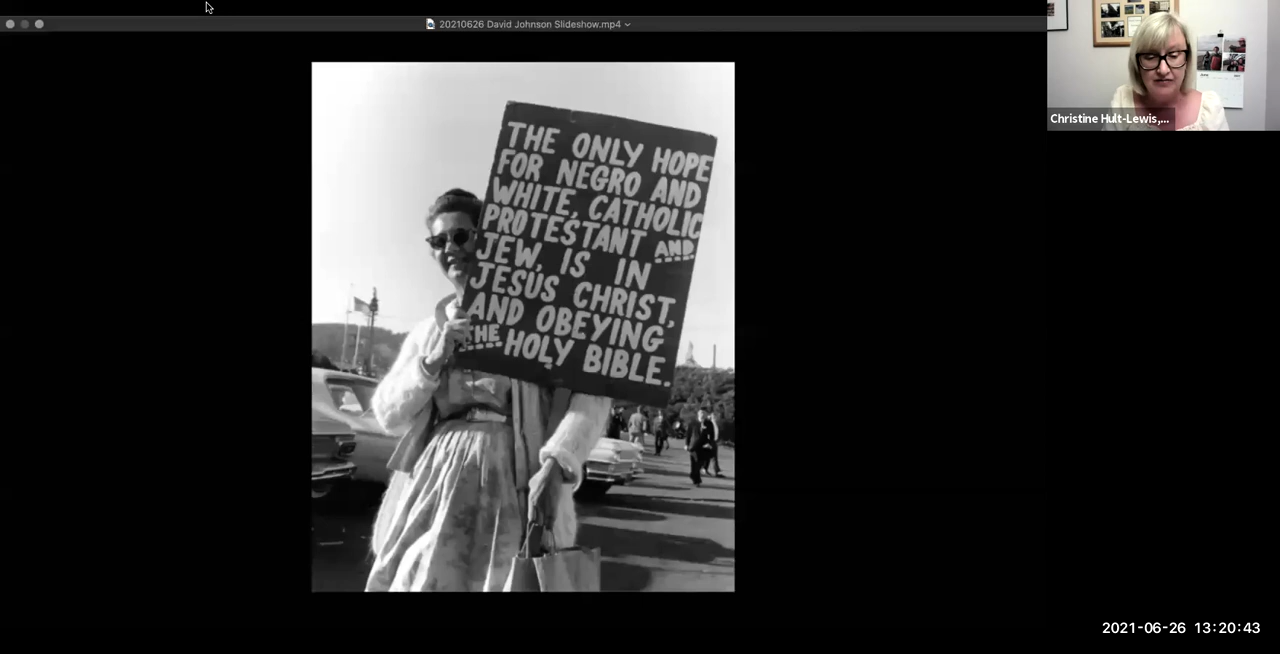 20210626 David Johnson Slideshow.mp4
Christine Hult-Lewis,...
THE ONLY HOPE
FOR NEGRO AND
WHITE, CATHOLIC
PROTESTANT AND
JEW, IS IN
JESUS CHRIST,
AND OBEYING
THE HOLY BIBLE.
2021-06-26 13:20:43